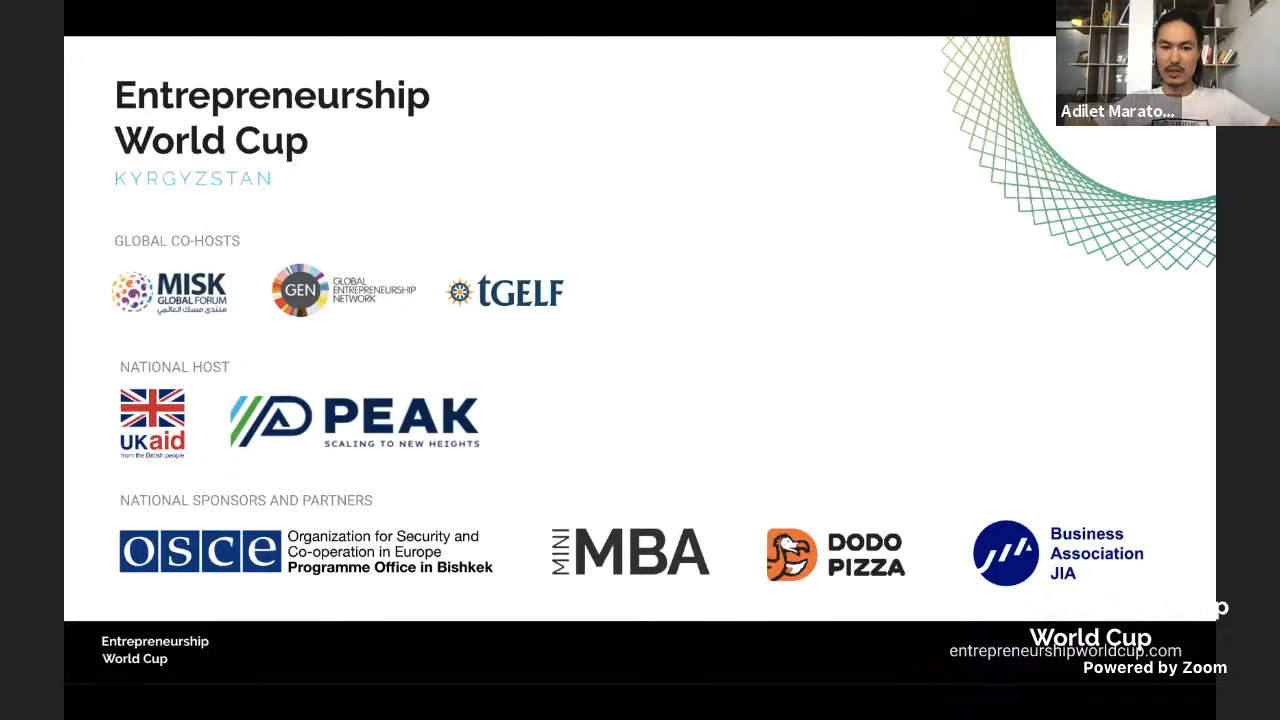 Adilet Marato...
Entrepreneurship
World Cup
KYRGYZSTAN
GLOBAL CO-HOSTS
MISK
GLOBAL FORUM
منتدى مسك العالمي
GEN
GLOBAL
ENTREPRENEURSHIP
NETWORK
tGELF
NATIONAL HOST
UKaid
from the British people
PEAK
SCALING TO NEW HEIGHTS
NATIONAL SPONSORS AND PARTNERS
osce
Organization for Security and
Co-operation in Europe
Programme Office in Bishkek
MINI
MBA
DODO
PIZZA
Business
Association
JIA
Entrepreneurship
World Cup
World Cup
entrepreneurshipworldcup.com
Powered by Zoom